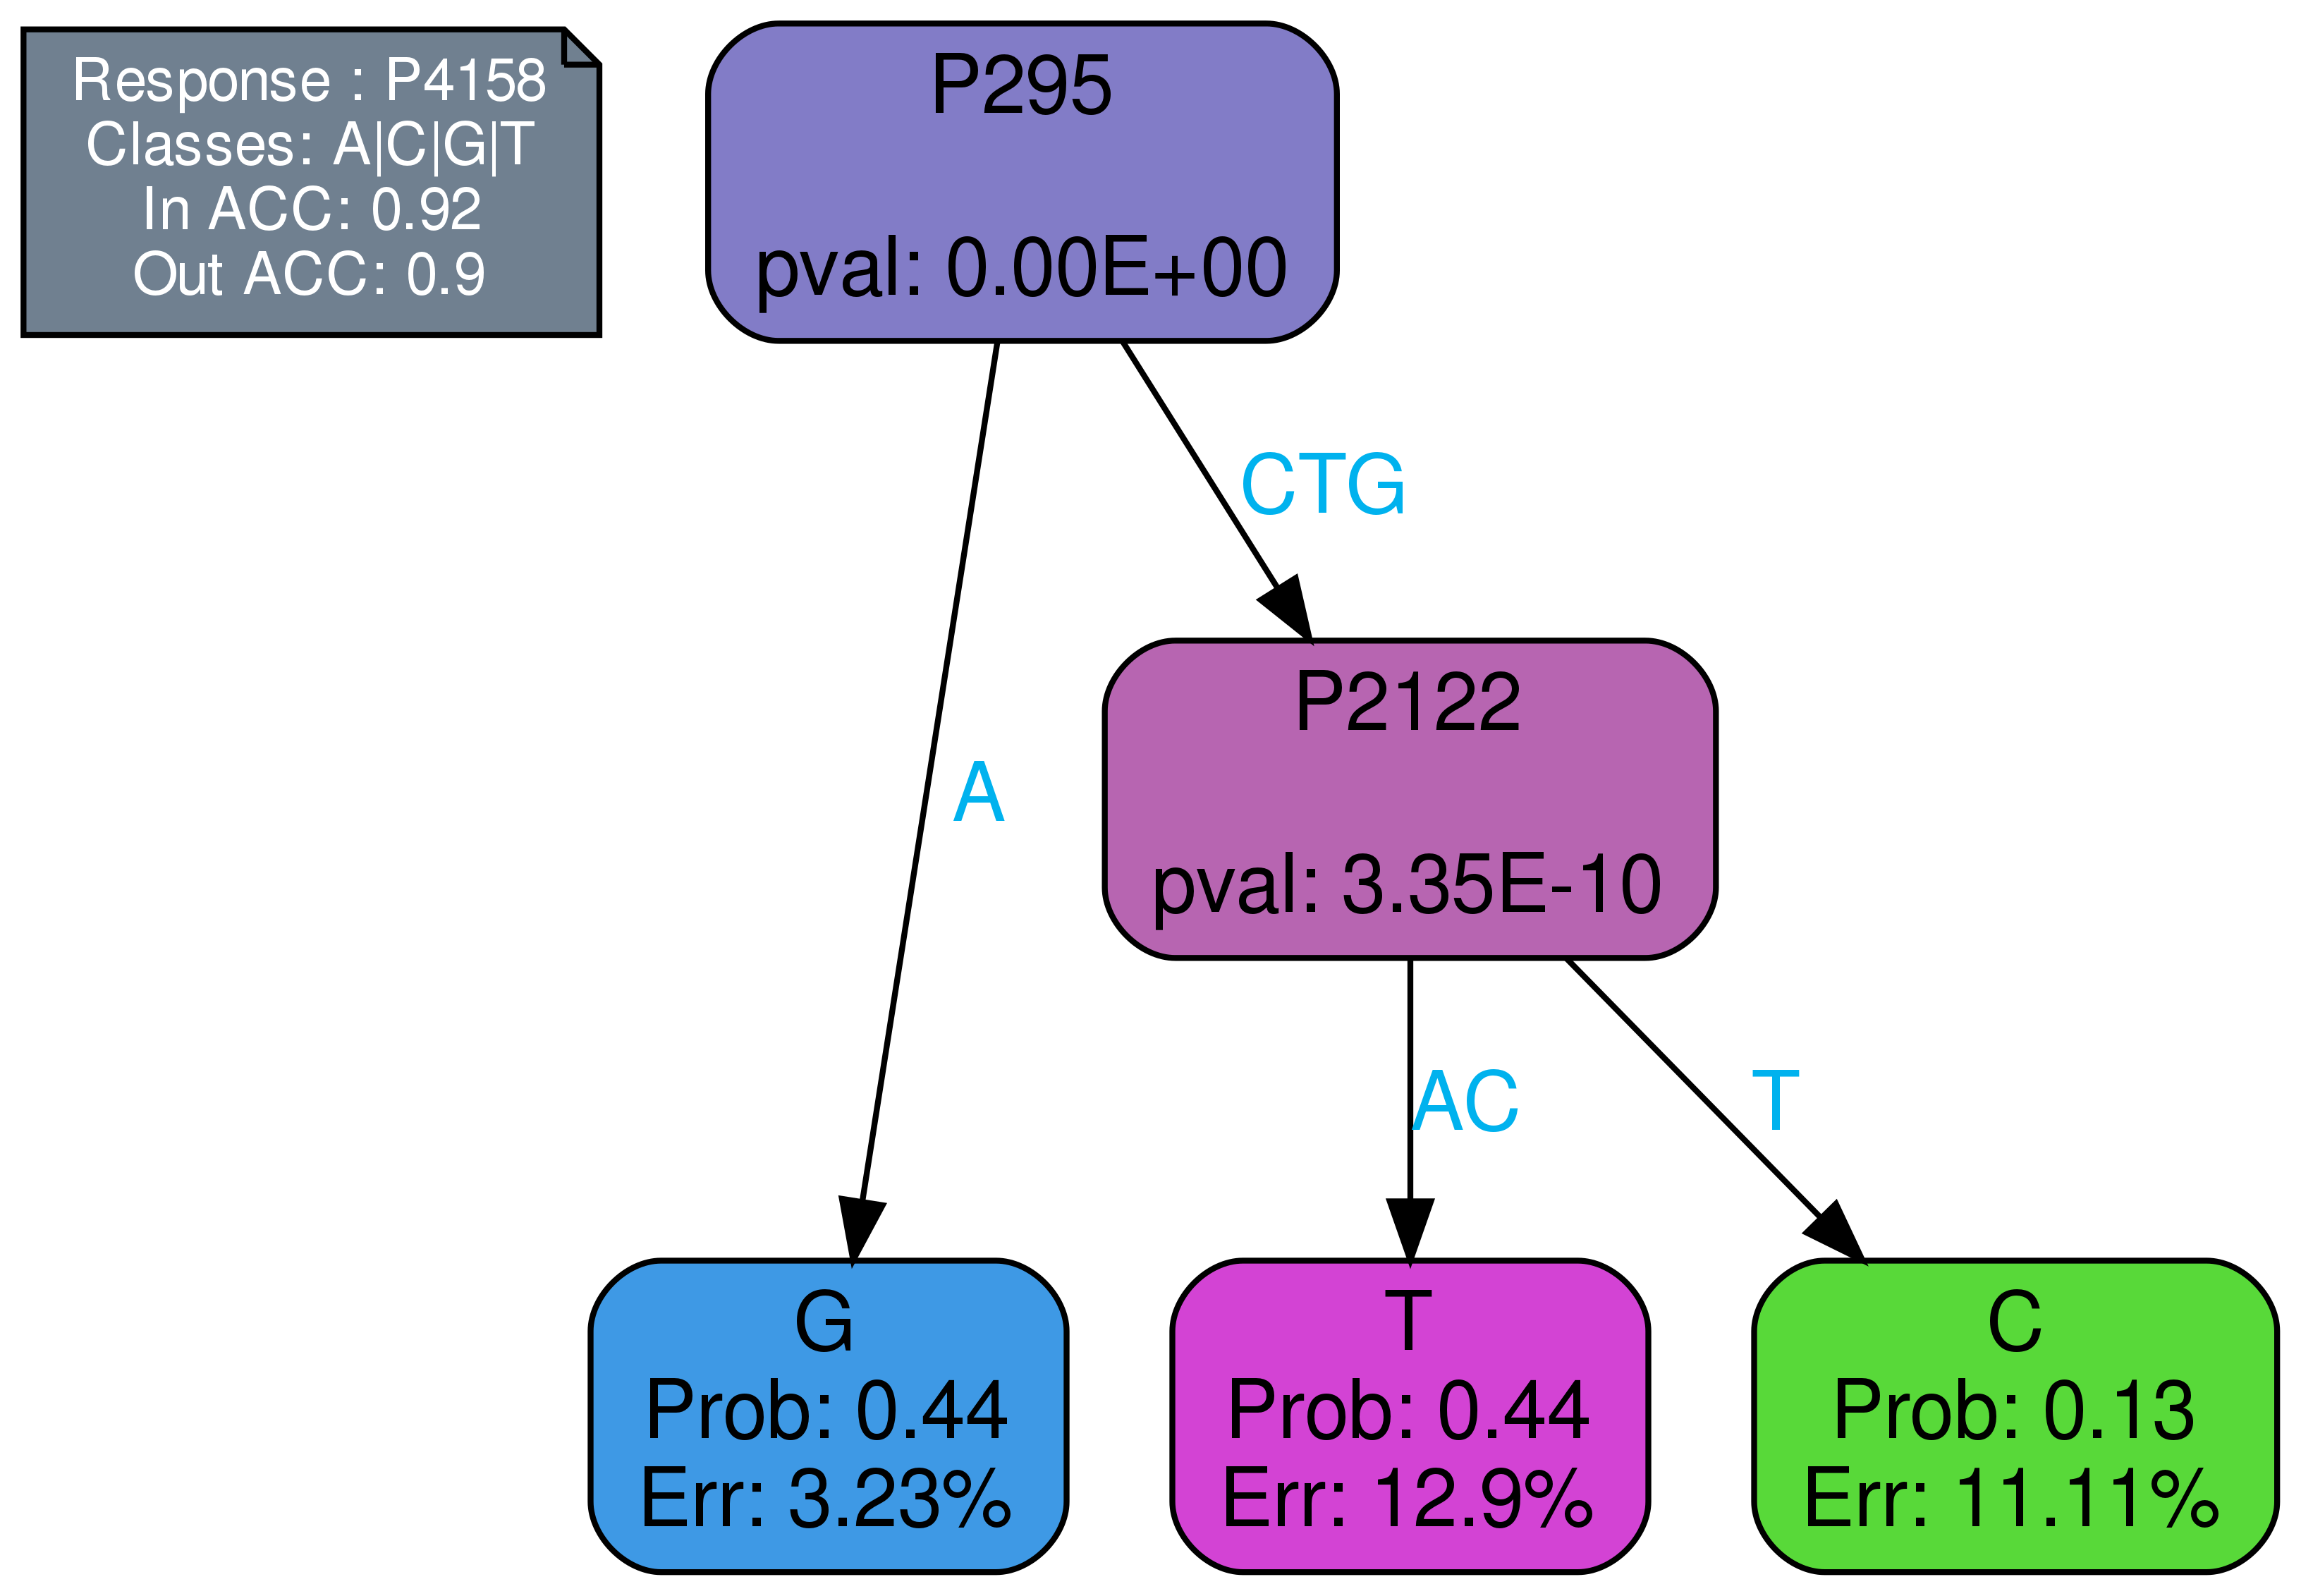 Response : P4158
Classes: A|C|G|T
In ACC: 0.92
Out ACC: 0.9
P295
pval: 0.00E+00
CTG
A
P2122
pval: 3.35E-10
AC
T
G
Prob: 0.44
Err: 3.23%
T
Prob: 0.44
Err: 12.9%
C
Prob: 0.13
Err: 11.11%